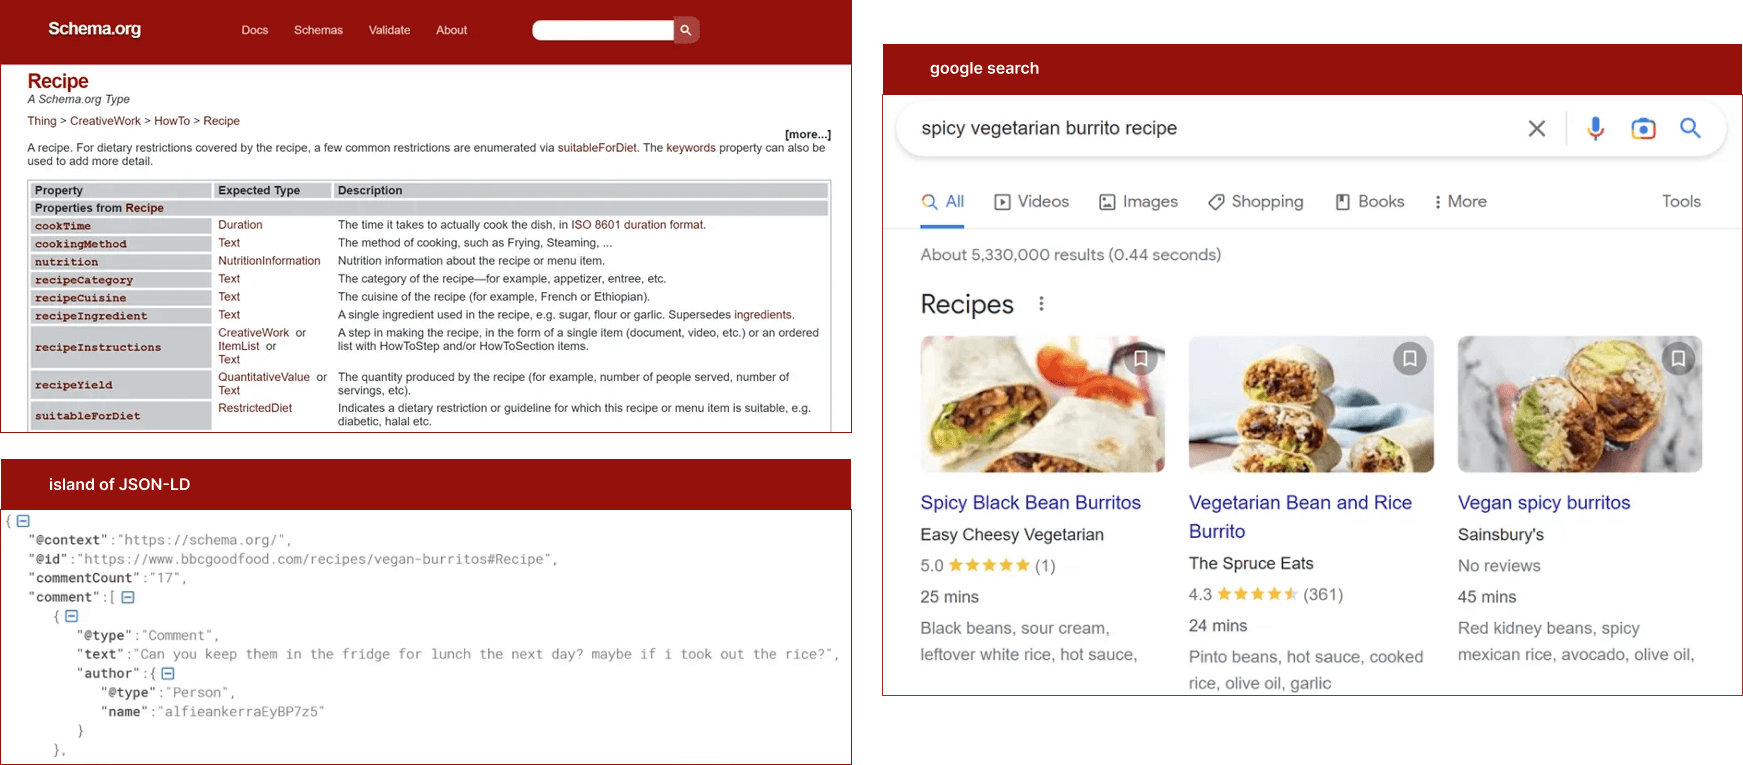 Schema.org
Docs Schemas Validate About
Recipe
A Schema.org Type
Thing > CreativeWork > HowTo > Recipe
[more...]
A recipe. For dietary restrictions covered by the recipe, a few common restrictions are enumerated via suitableForDiet. The keywords property can also be
used to add more detail.
Property Expected Type Description
Properties from Recipe
cookTime Duration The time it takes to actually cook the dish, in ISO 8601 duration format.
cookingMethod Text The method of cooking, such as Frying, Steaming, ...
nutrition NutritionInformation Nutrition information about the recipe or menu item.
recipeCategory Text The category of the recipe—for example, appetizer, entree, etc.
recipeCuisine Text The cuisine of the recipe (for example, French or Ethiopian).
recipeIngredient Text A single ingredient used in the recipe, e.g. sugar, flour or garlic. Supersedes ingredients.
recipeInstructions CreativeWork or ItemList or Text A step in making the recipe, in the form of a single item (document, video, etc.) or an ordered
list with HowToStep and/or HowToSection items.
recipeYield QuantitativeValue or Text The quantity produced by the recipe (for example, number of people served, number of
servings, etc).
suitableForDiet RestrictedDiet Indicates a dietary restriction or guideline for which this recipe or menu item is suitable, e.g.
diabetic, halal etc.
island of JSON-LD
{
"@context":"https://schema.org/",
"@id":"https://www.bbcgoodfood.com/recipes/vegan-burritos#Recipe",
"commentCount":"17",
"comment":[
{
"@type":"Comment",
"text":"Can you keep them in the fridge for lunch the next day? maybe if i took out the rice?",
"author":{
"@type":"Person",
"name":"alfieankerraEyBP7z5"
}
},
google search
spicy vegetarian burrito recipe
All Videos Images Shopping Books More Tools
About 5,330,000 results (0.44 seconds)
Recipes
Spicy Black Bean Burritos
Easy Cheesy Vegetarian
5.0 (1)
25 mins
Black beans, sour cream,
leftover white rice, hot sauce,
Vegetarian Bean and Rice
Burrito
The Spruce Eats
4.3 (361)
24 mins
Pinto beans, hot sauce, cooked
rice, olive oil, garlic
Vegan spicy burritos
Sainsbury's
No reviews
45 mins
Red kidney beans, spicy
mexican rice, avocado, olive oil,